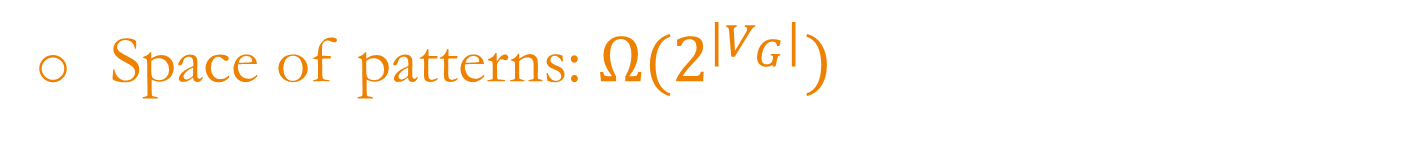 ○ Space of patterns: Ω(2^|V_G|)